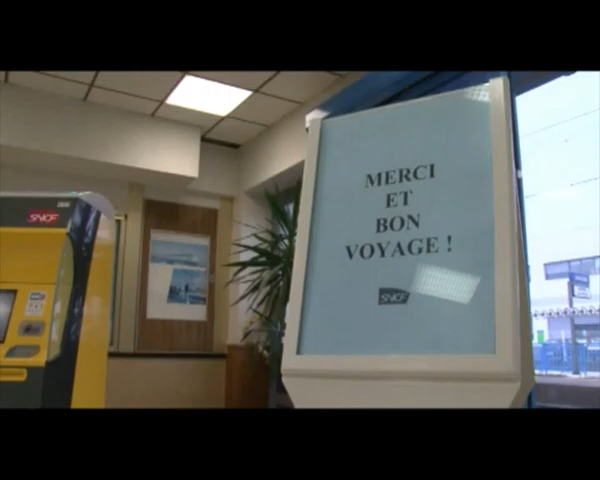 MERCI
ET
BON
VOYAGE !
SNCF
SNCF